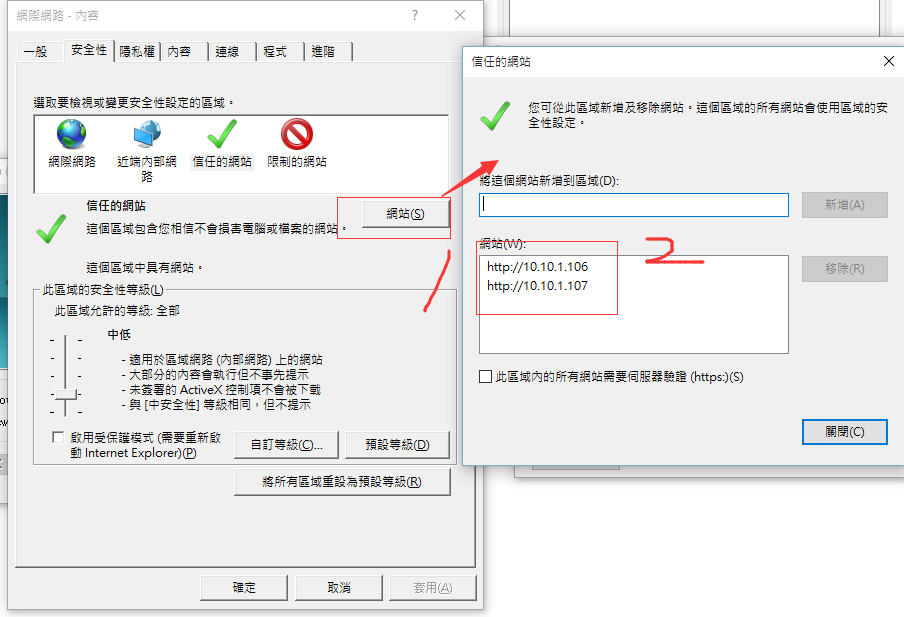 網際網路 - 內容
一般
安全性
隱私權
內容
連線
程式
進階
選取要檢視或變更安全性設定的區域。
網際網路
近端內部網
路
信任的網站
限制的網站
信任的網站
網站(S)
這個區域包含您相信不會損害電腦或檔案的網站。
這個區域中具有網站。
此區域的安全性等級(L)
此區域允許的等級: 全部
中低
- 適用於區域網路 (內部網路) 上的網站
- 大部分的內容會執行但不事先提示
- 未簽署的 ActiveX 控制項不會被下載
- 與 [中安全性] 等級相同，但不提示
啟用受保護模式 (需要重新啟
動 Internet Explorer)(P)
自訂等級(C)...
預設等級(D)
將所有區域重設為預設等級(R)
確定
取消
套用(A)
1
信任的網站
您可從此區域新增及移除網站。這個區域的所有網站會使用區域的安
全性設定。
將這個網站新增到區域(D):
新增(A)
網站(W):
http://10.10.1.106
http://10.10.1.107
移除(R)
2
此區域內的所有網站需要伺服器驗證 (https:)(S)
關閉(C)